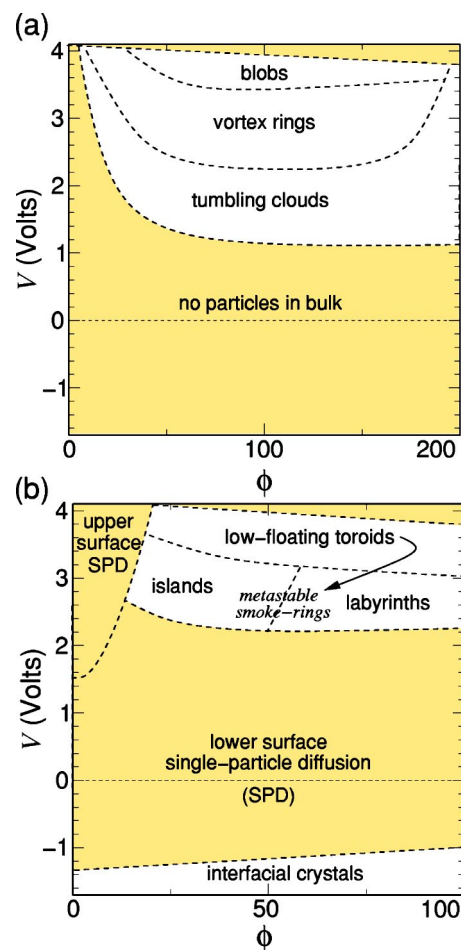 (a)
4
3
2
1
0
−1
V (Volts)
blobs
vortex rings
tumbling clouds
no particles in bulk
0
100
200
ϕ
(b)
4
3
2
1
0
−1
V (Volts)
upper
surface
SPD
low−floating toroids
islands
metastable
smoke−rings
labyrinths
lower surface
single−particle diffusion
(SPD)
interfacial crystals
0
50
100
ϕ